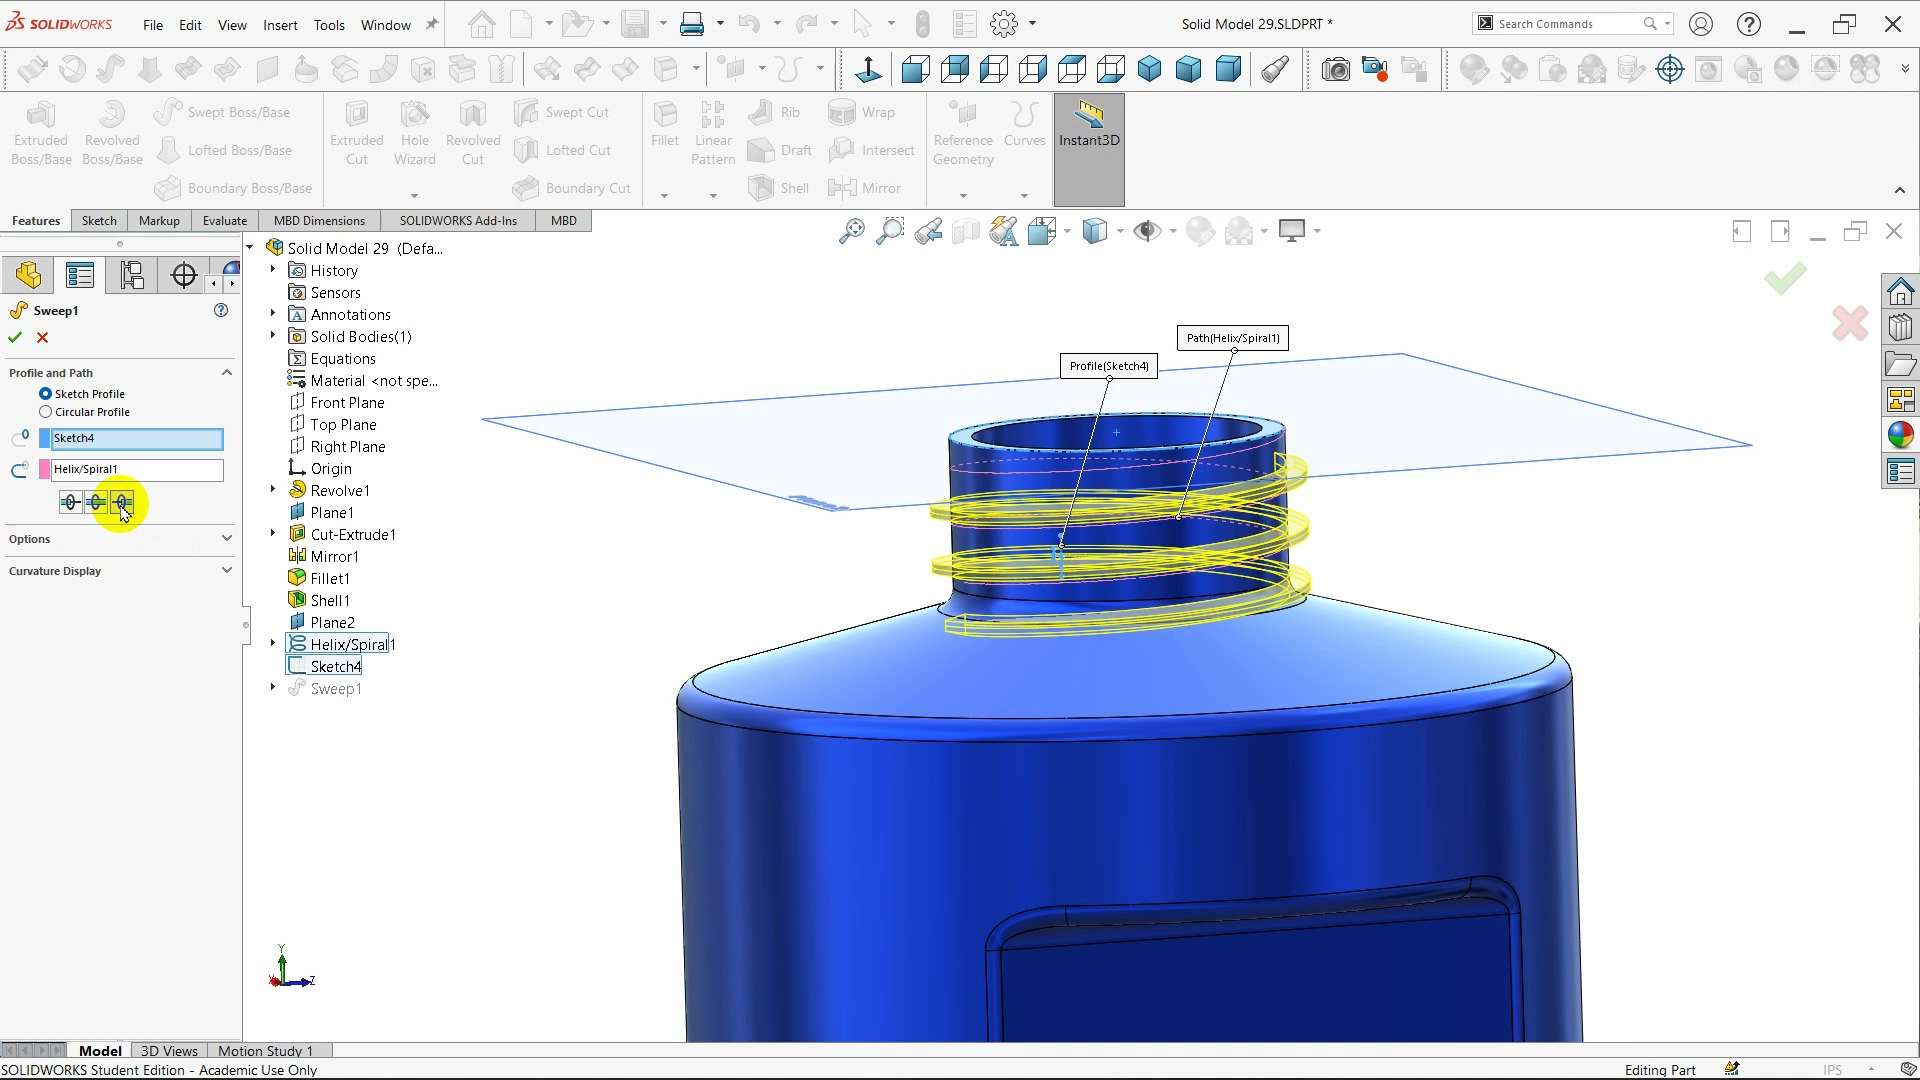 SOLIDWORKS File Edit View Insert Tools Window Solid Model 29.SLDPRT * Search Commands
Extruded Boss/Base
Revolved Boss/Base
Swept Boss/Base
Lofted Boss/Base
Boundary Boss/Base
Extruded Cut
Hole Wizard
Revolved Cut
Swept Cut
Lofted Cut
Boundary Cut
Fillet
Linear Pattern
Rib
Draft
Shell
Wrap
Intersect
Mirror
Reference Geometry
Curves
Instant3D
Features Sketch Markup Evaluate MBD Dimensions SOLIDWORKS Add-Ins MBD
Sweep1
Profile and Path
Sketch Profile
Circular Profile
Sketch4
Helix/Spiral1
Options
Curvature Display
Solid Model 29 (Defa...
History
Sensors
Annotations
Solid Bodies(1)
Equations
Material <not spe...
Front Plane
Top Plane
Right Plane
Origin
Revolve1
Plane1
Cut-Extrude1
Mirror1
Fillet1
Shell1
Plane2
Helix/Spiral1
Sketch4
Sweep1
Path(Helix/Spiral1)
Profile(Sketch4)
Y
X
Z
Model 3D Views Motion Study 1
SOLIDWORKS Student Edition - Academic Use Only Editing Part IPS